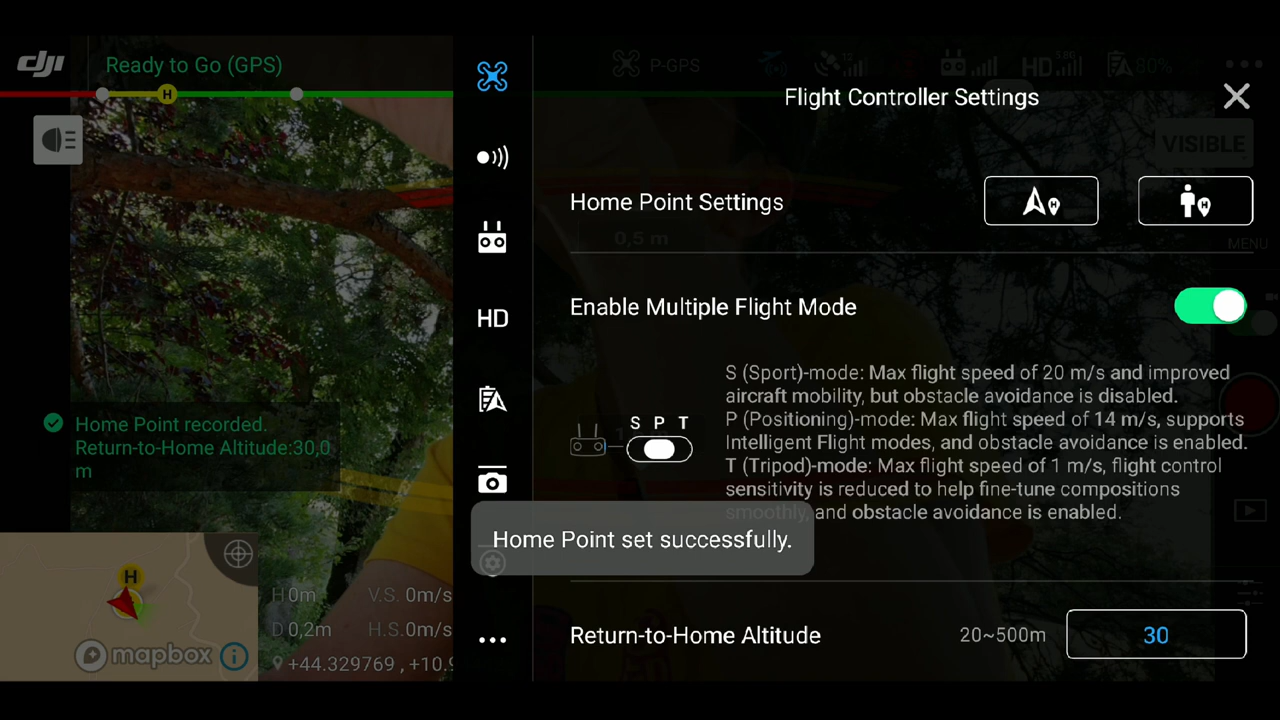 dji
Ready to Go (GPS)
H
P-GPS
HD
80%
Flight Controller Settings
VISIBLE
Home Point Settings
H
H
0,5 m
MENU
Enable Multiple Flight Mode
HD
S (Sport)-mode: Max flight speed of 20 m/s and improved
aircraft mobility, but obstacle avoidance is disabled.
P (Positioning)-mode: Max flight speed of 14 m/s, supports
Intelligent Flight modes, and obstacle avoidance is enabled.
T (Tripod)-mode: Max flight speed of 1 m/s, flight control
sensitivity is reduced to help fine-tune compositions
smoothly, and obstacle avoidance is enabled.
S P T
Home Point recorded.
Return-to-Home Altitude:30,0
m
Home Point set successfully.
H
H 0m V.S. 0m/s
D 0,2m H.S. 0m/s
+44.329769 , +10.9
mapbox
Return-to-Home Altitude 20~500m 30